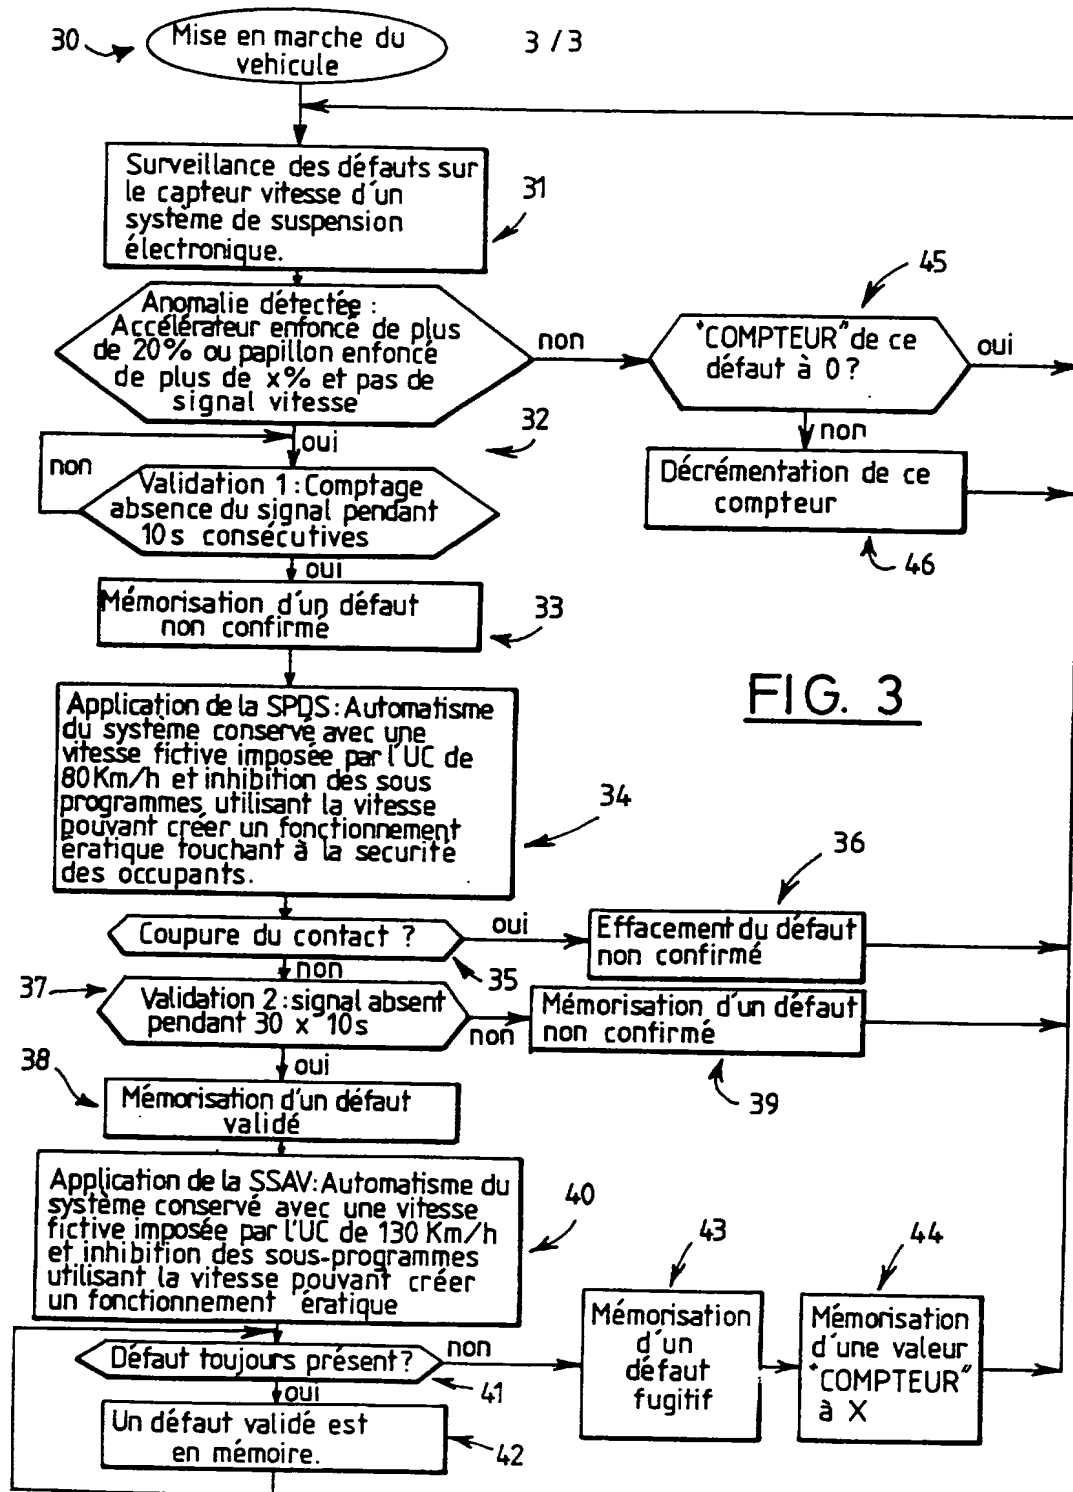 30
Mise en marche du
vehicule
3/3
Surveillance des défauts sur
le capteur vitesse d'un
système de suspension
électronique.
31
Anomalie détectée :
Accélérateur enfoncé de plus
de 20% ou papillon enfoncé
de plus de x% et pas de
signal vitesse
non
32
45
"COMPTEUR" de ce
défaut à 0 ?
oui
non
Décrémentation de ce
compteur
46
oui
non
Validation 1 : Comptage
absence du signal pendant
10 s consécutives
oui
Mémorisation d'un défaut
non confirmé
33
FIG. 3
Application de la SPDS : Automatisme
du système conservé avec une
vitesse fictive imposée par l'UC de
80 Km/h et inhibition des sous
programmes utilisant la vitesse
pouvant créer un fonctionnement
ératique touchant à la securité
des occupants.
34
Coupure du contact ?
35
oui
36
Effacement du défaut
non confirmé
non
37
Validation 2 : signal absent
pendant 30 x 10 s
non
Mémorisation d'un défaut
non confirmé
39
oui
38
Mémorisation d'un défaut
validé
Application de la SSAV: Automatisme du
système conservé avec une vitesse
fictive imposée par l'UC de 130 Km/h
et inhibition des sous-programmes
utilisant la vitesse pouvant créer
un fonctionnement ératique
40
Défaut toujours présent ?
41
non
43
Mémorisation
d'un
défaut
fugitif
44
Mémorisation
d'une valeur
"COMPTEUR"
à X
oui
Un défaut validé est
en mémoire.
42